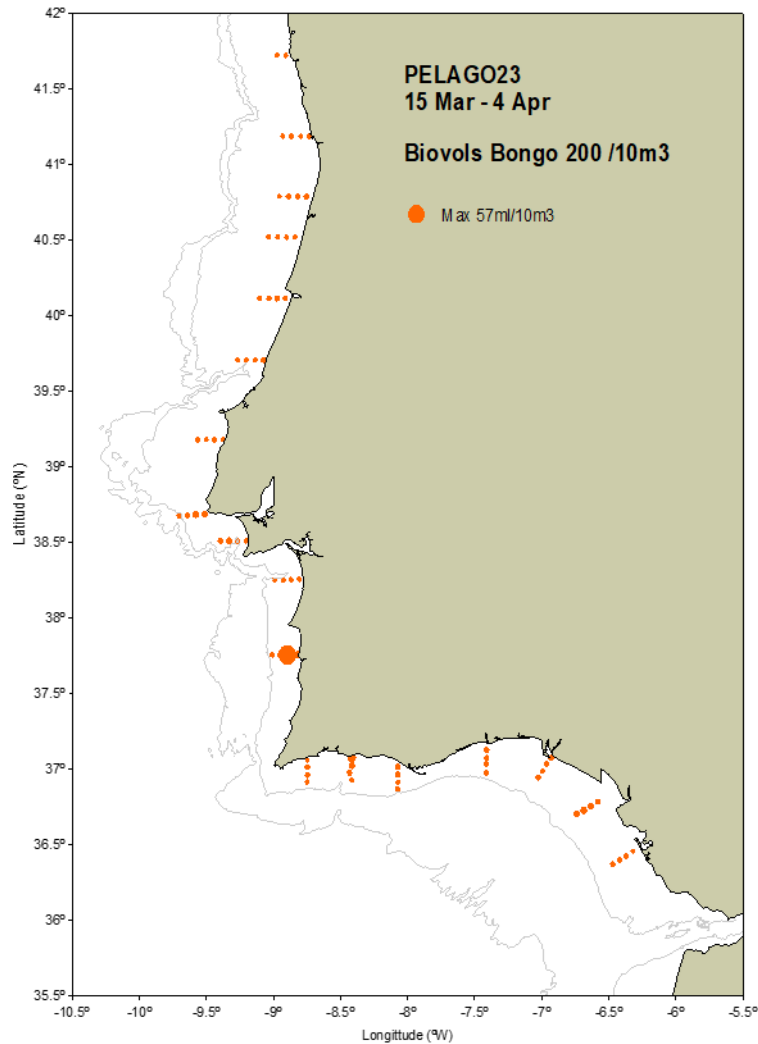 PELAGO23
15 Mar - 4 Apr
Biovols Bongo 200 /10m3
Max 57ml/10m3
42º
41.5º
41º
40.5º
40º
39.5º
39º
38.5º
38º
37.5º
37º
36.5º
36º
35.5º
Latitude (ºN)
-10.5º
-10º
-9.5º
-9º
-8.5º
-8º
-7.5º
-7º
-6.5º
-6º
-5.5º
Longittude (ºW)